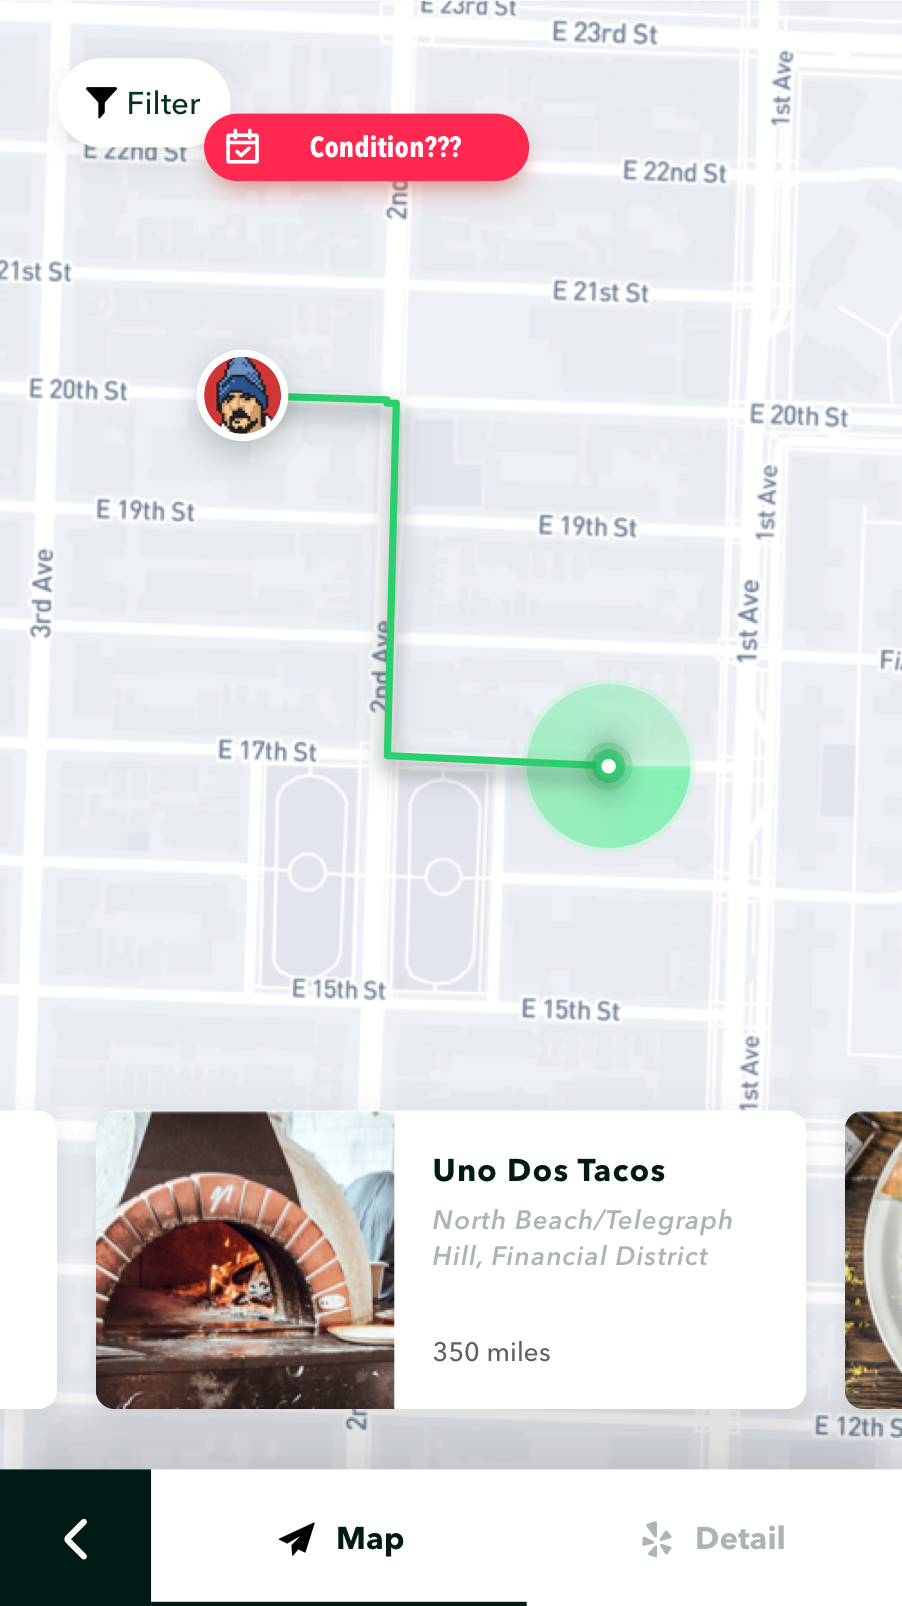 E 23rd St
E 23rd St
1st Ave
Filter
E 22nd St
Condition???
E 22nd St
2nd
21st St
E 21st St
E 20th St
E 20th St
1st Ave
E 19th St
E 19th St
3rd Ave
1st Ave
2nd Ave
E 17th St
E 15th St
E 15th St
1st Ave
Uno Dos Tacos
North Beach/Telegraph
Hill, Financial District
350 miles
E 12th S
Map
Detail